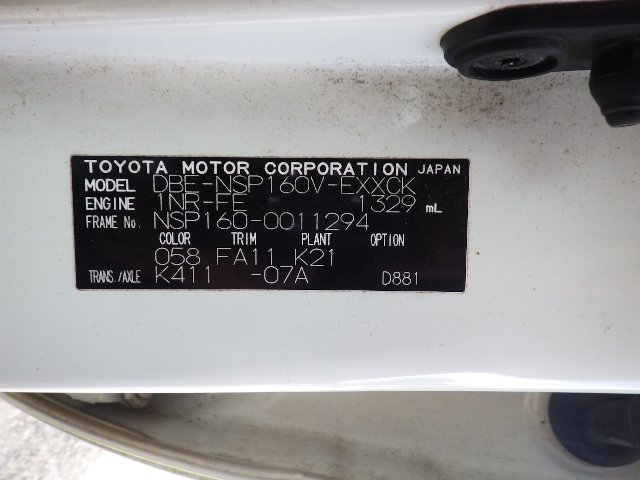 TOYOTA MOTOR CORPORATION JAPAN
MODEL DBE-NSP160V-EXXCK
ENGINE 1NR-FE 1329 mL
FRAME No. NSP160-0011294
COLOR TRIM PLANT OPTION
058 FA11 K21
TRANS./AXLE K411 -07A D881